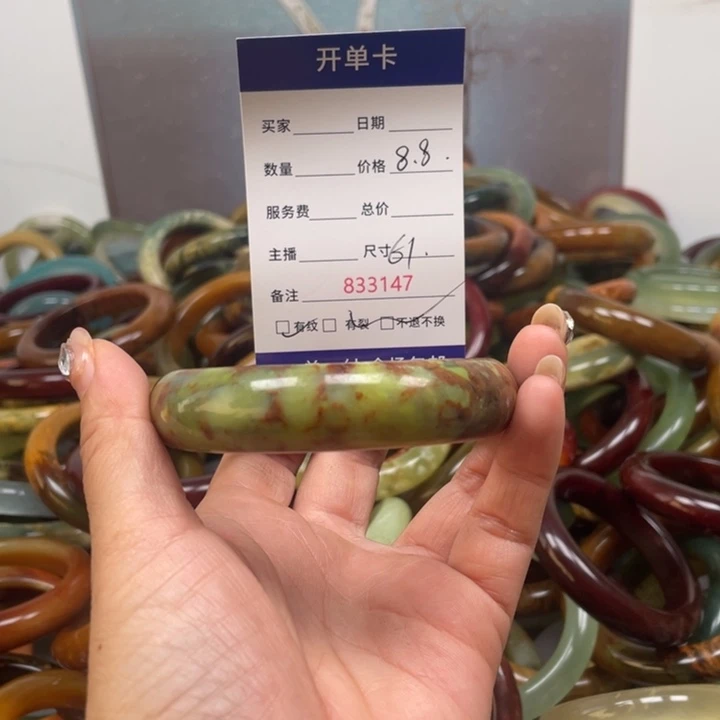 开单卡
买家 日期
数量 价格 8.8.
服务费 总价
主播 尺寸 61.
备注 833147
有纹 有裂 不退不换